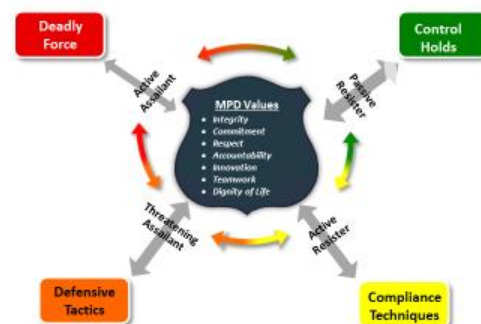 Deadly
Force
Control
Holds
Active
Assailant
Passive
Resister
MPD Values
• Integrity
• Commitment
• Respect
• Accountability
• Innovation
• Teamwork
• Dignity of Life
Threatening
Assailant
Active
Resister
Defensive
Tactics
Compliance
Techniques